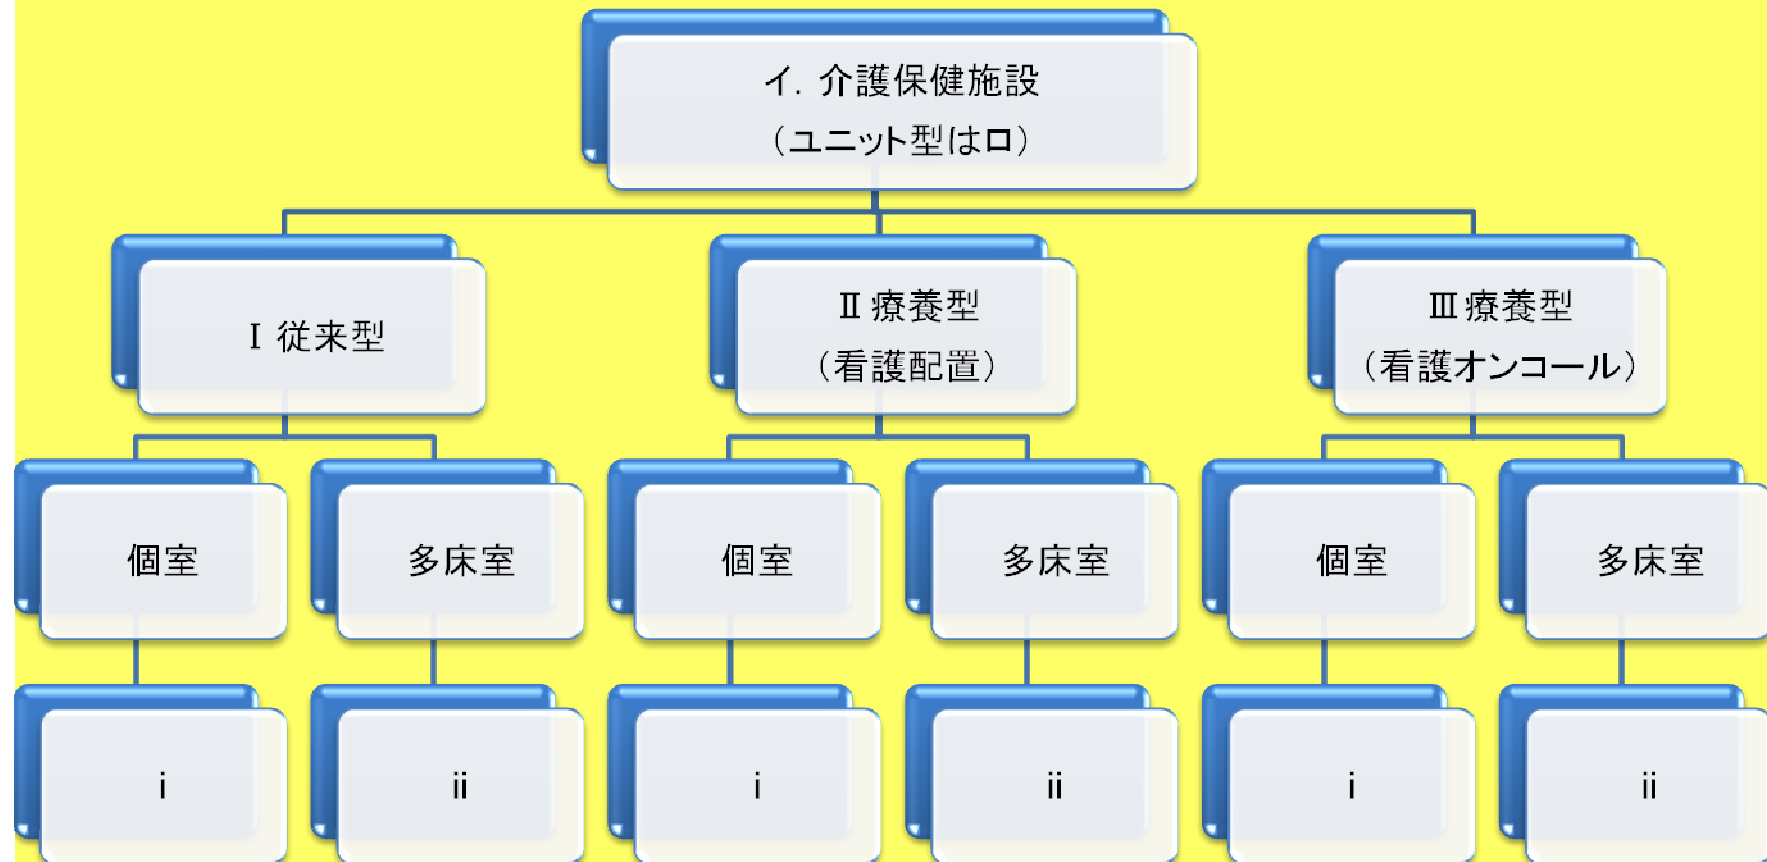 イ．介護保健施設
（ユニット型はロ）
Ⅰ 従来型
Ⅱ 療養型
（看護配置）
Ⅲ 療養型
（看護オンコール）
個室
多床室
個室
多床室
個室
多床室
i
ii
i
ii
i
ii